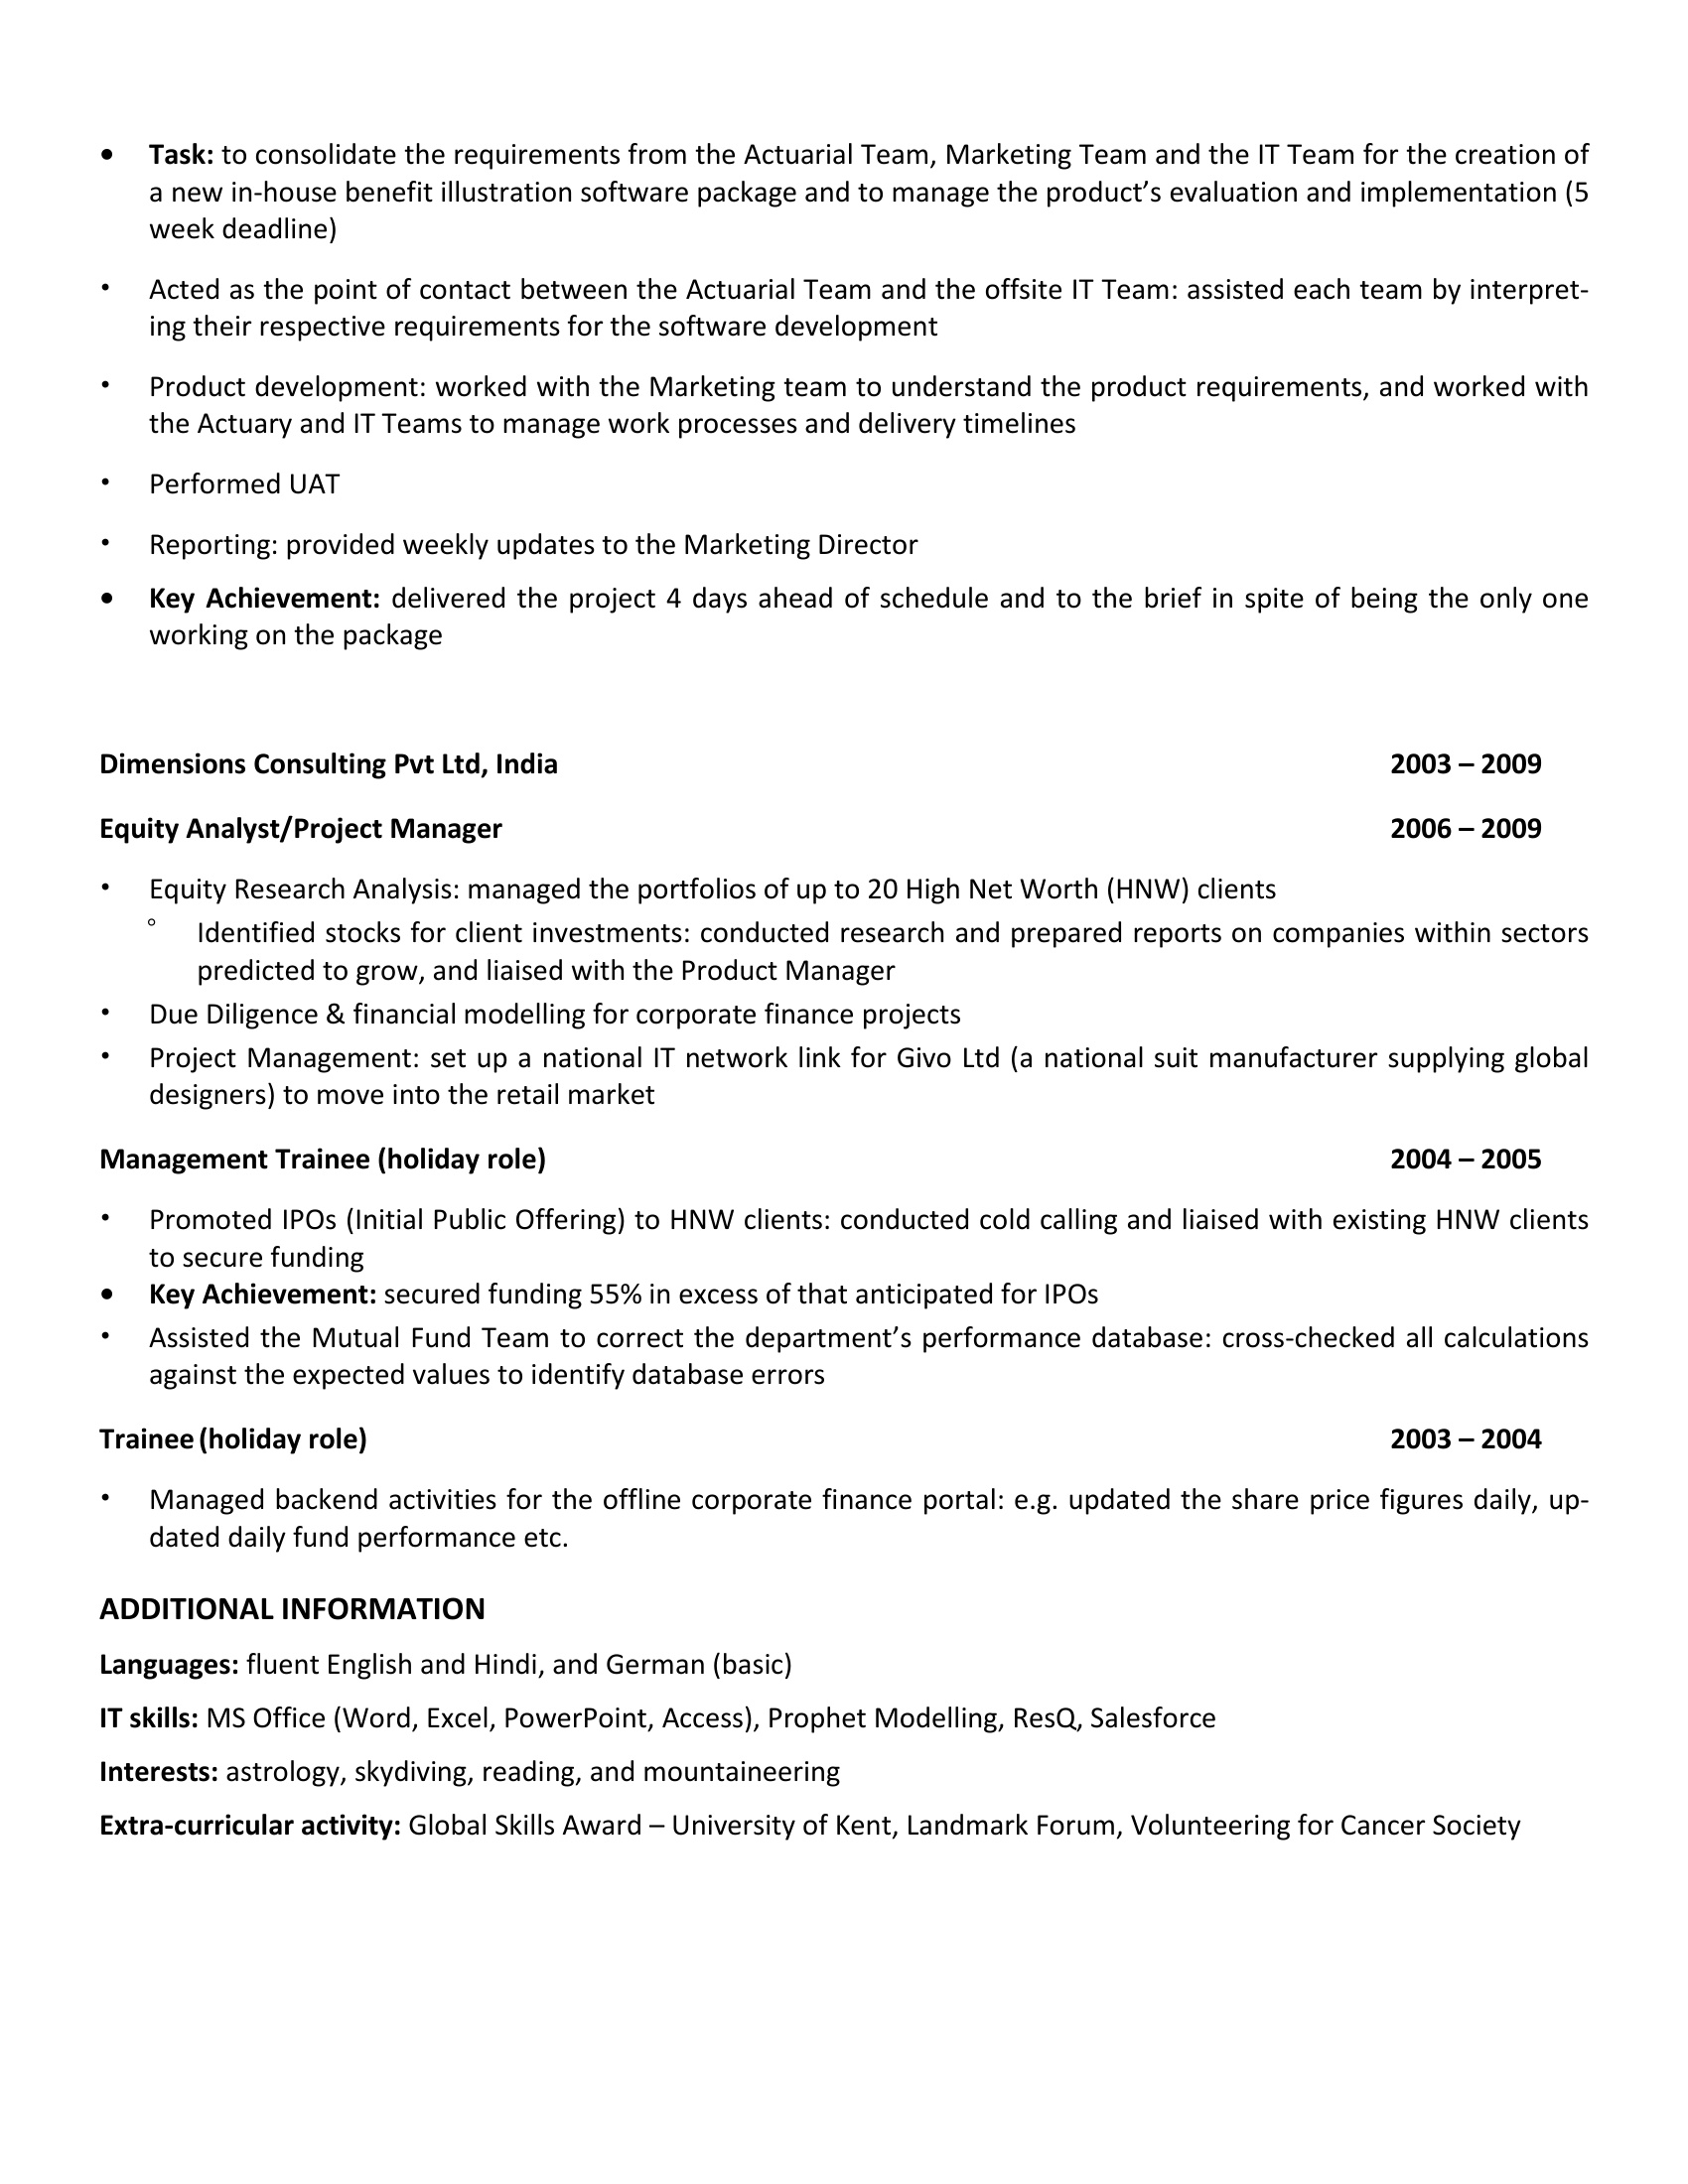 • Task: to consolidate the requirements from the Actuarial Team, Marketing Team and the IT Team for the creation of
a new in-house benefit illustration software package and to manage the product’s evaluation and implementation (5
week deadline)
• Acted as the point of contact between the Actuarial Team and the offsite IT Team: assisted each team by interpret-
ing their respective requirements for the software development
• Product development: worked with the Marketing team to understand the product requirements, and worked with
the Actuary and IT Teams to manage work processes and delivery timelines
• Performed UAT
• Reporting: provided weekly updates to the Marketing Director
• Key Achievement: delivered the project 4 days ahead of schedule and to the brief in spite of being the only one
working on the package
Dimensions Consulting Pvt Ltd, India 2003 – 2009
Equity Analyst/Project Manager 2006 – 2009
• Equity Research Analysis: managed the portfolios of up to 20 High Net Worth (HNW) clients
° Identified stocks for client investments: conducted research and prepared reports on companies within sectors
predicted to grow, and liaised with the Product Manager
• Due Diligence & financial modelling for corporate finance projects
• Project Management: set up a national IT network link for Givo Ltd (a national suit manufacturer supplying global
designers) to move into the retail market
Management Trainee (holiday role) 2004 – 2005
• Promoted IPOs (Initial Public Offering) to HNW clients: conducted cold calling and liaised with existing HNW clients
to secure funding
• Key Achievement: secured funding 55% in excess of that anticipated for IPOs
• Assisted the Mutual Fund Team to correct the department’s performance database: cross-checked all calculations
against the expected values to identify database errors
Trainee (holiday role) 2003 – 2004
• Managed backend activities for the offline corporate finance portal: e.g. updated the share price figures daily, up-
dated daily fund performance etc.
ADDITIONAL INFORMATION
Languages: fluent English and Hindi, and German (basic)
IT skills: MS Office (Word, Excel, PowerPoint, Access), Prophet Modelling, ResQ, Salesforce
Interests: astrology, skydiving, reading, and mountaineering
Extra-curricular activity: Global Skills Award – University of Kent, Landmark Forum, Volunteering for Cancer Society